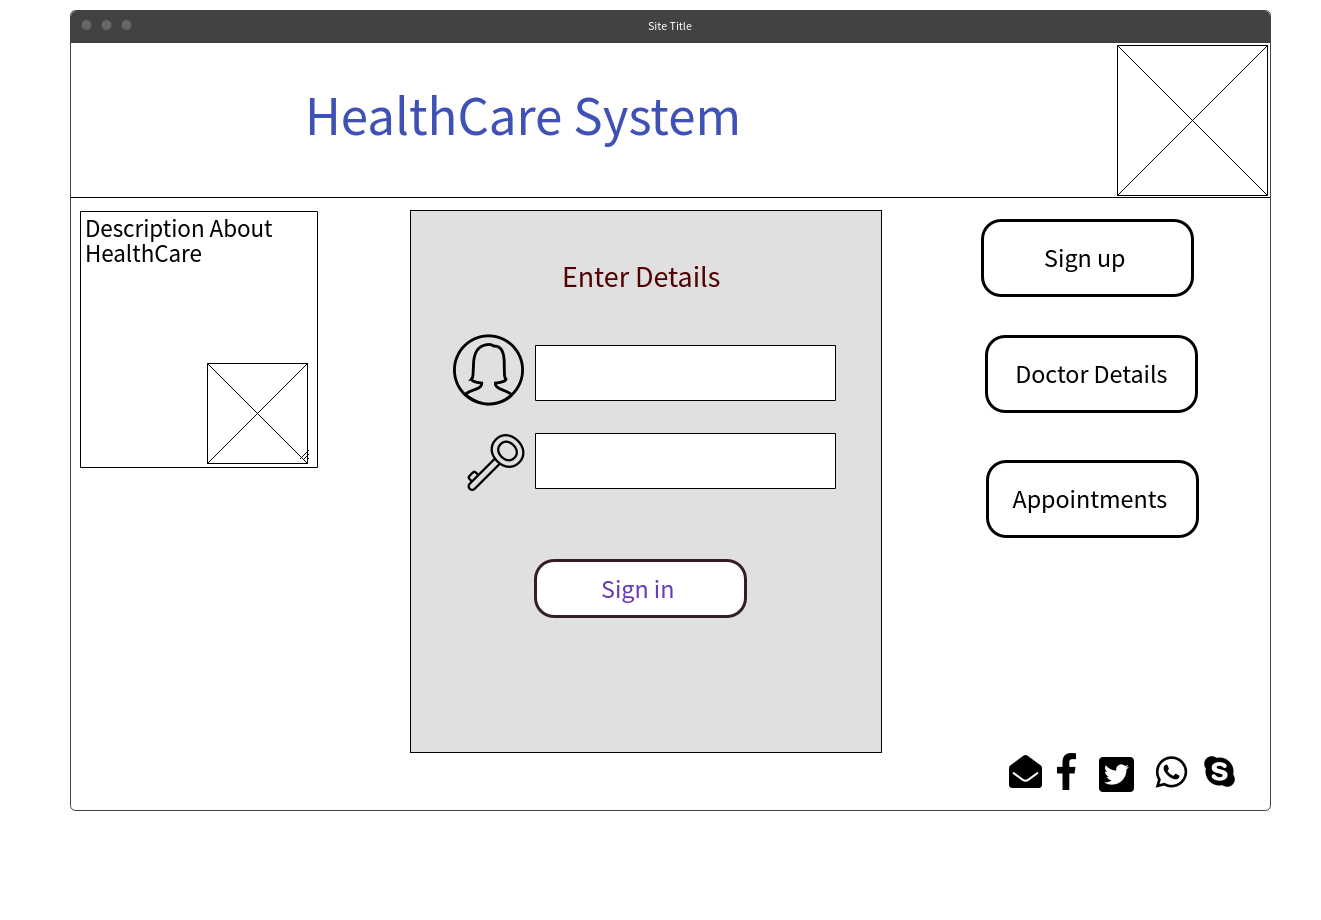 Site Title
HealthCare System
Description About
HealthCare
Enter Details
Sign in
Sign up
Doctor Details
Appointments